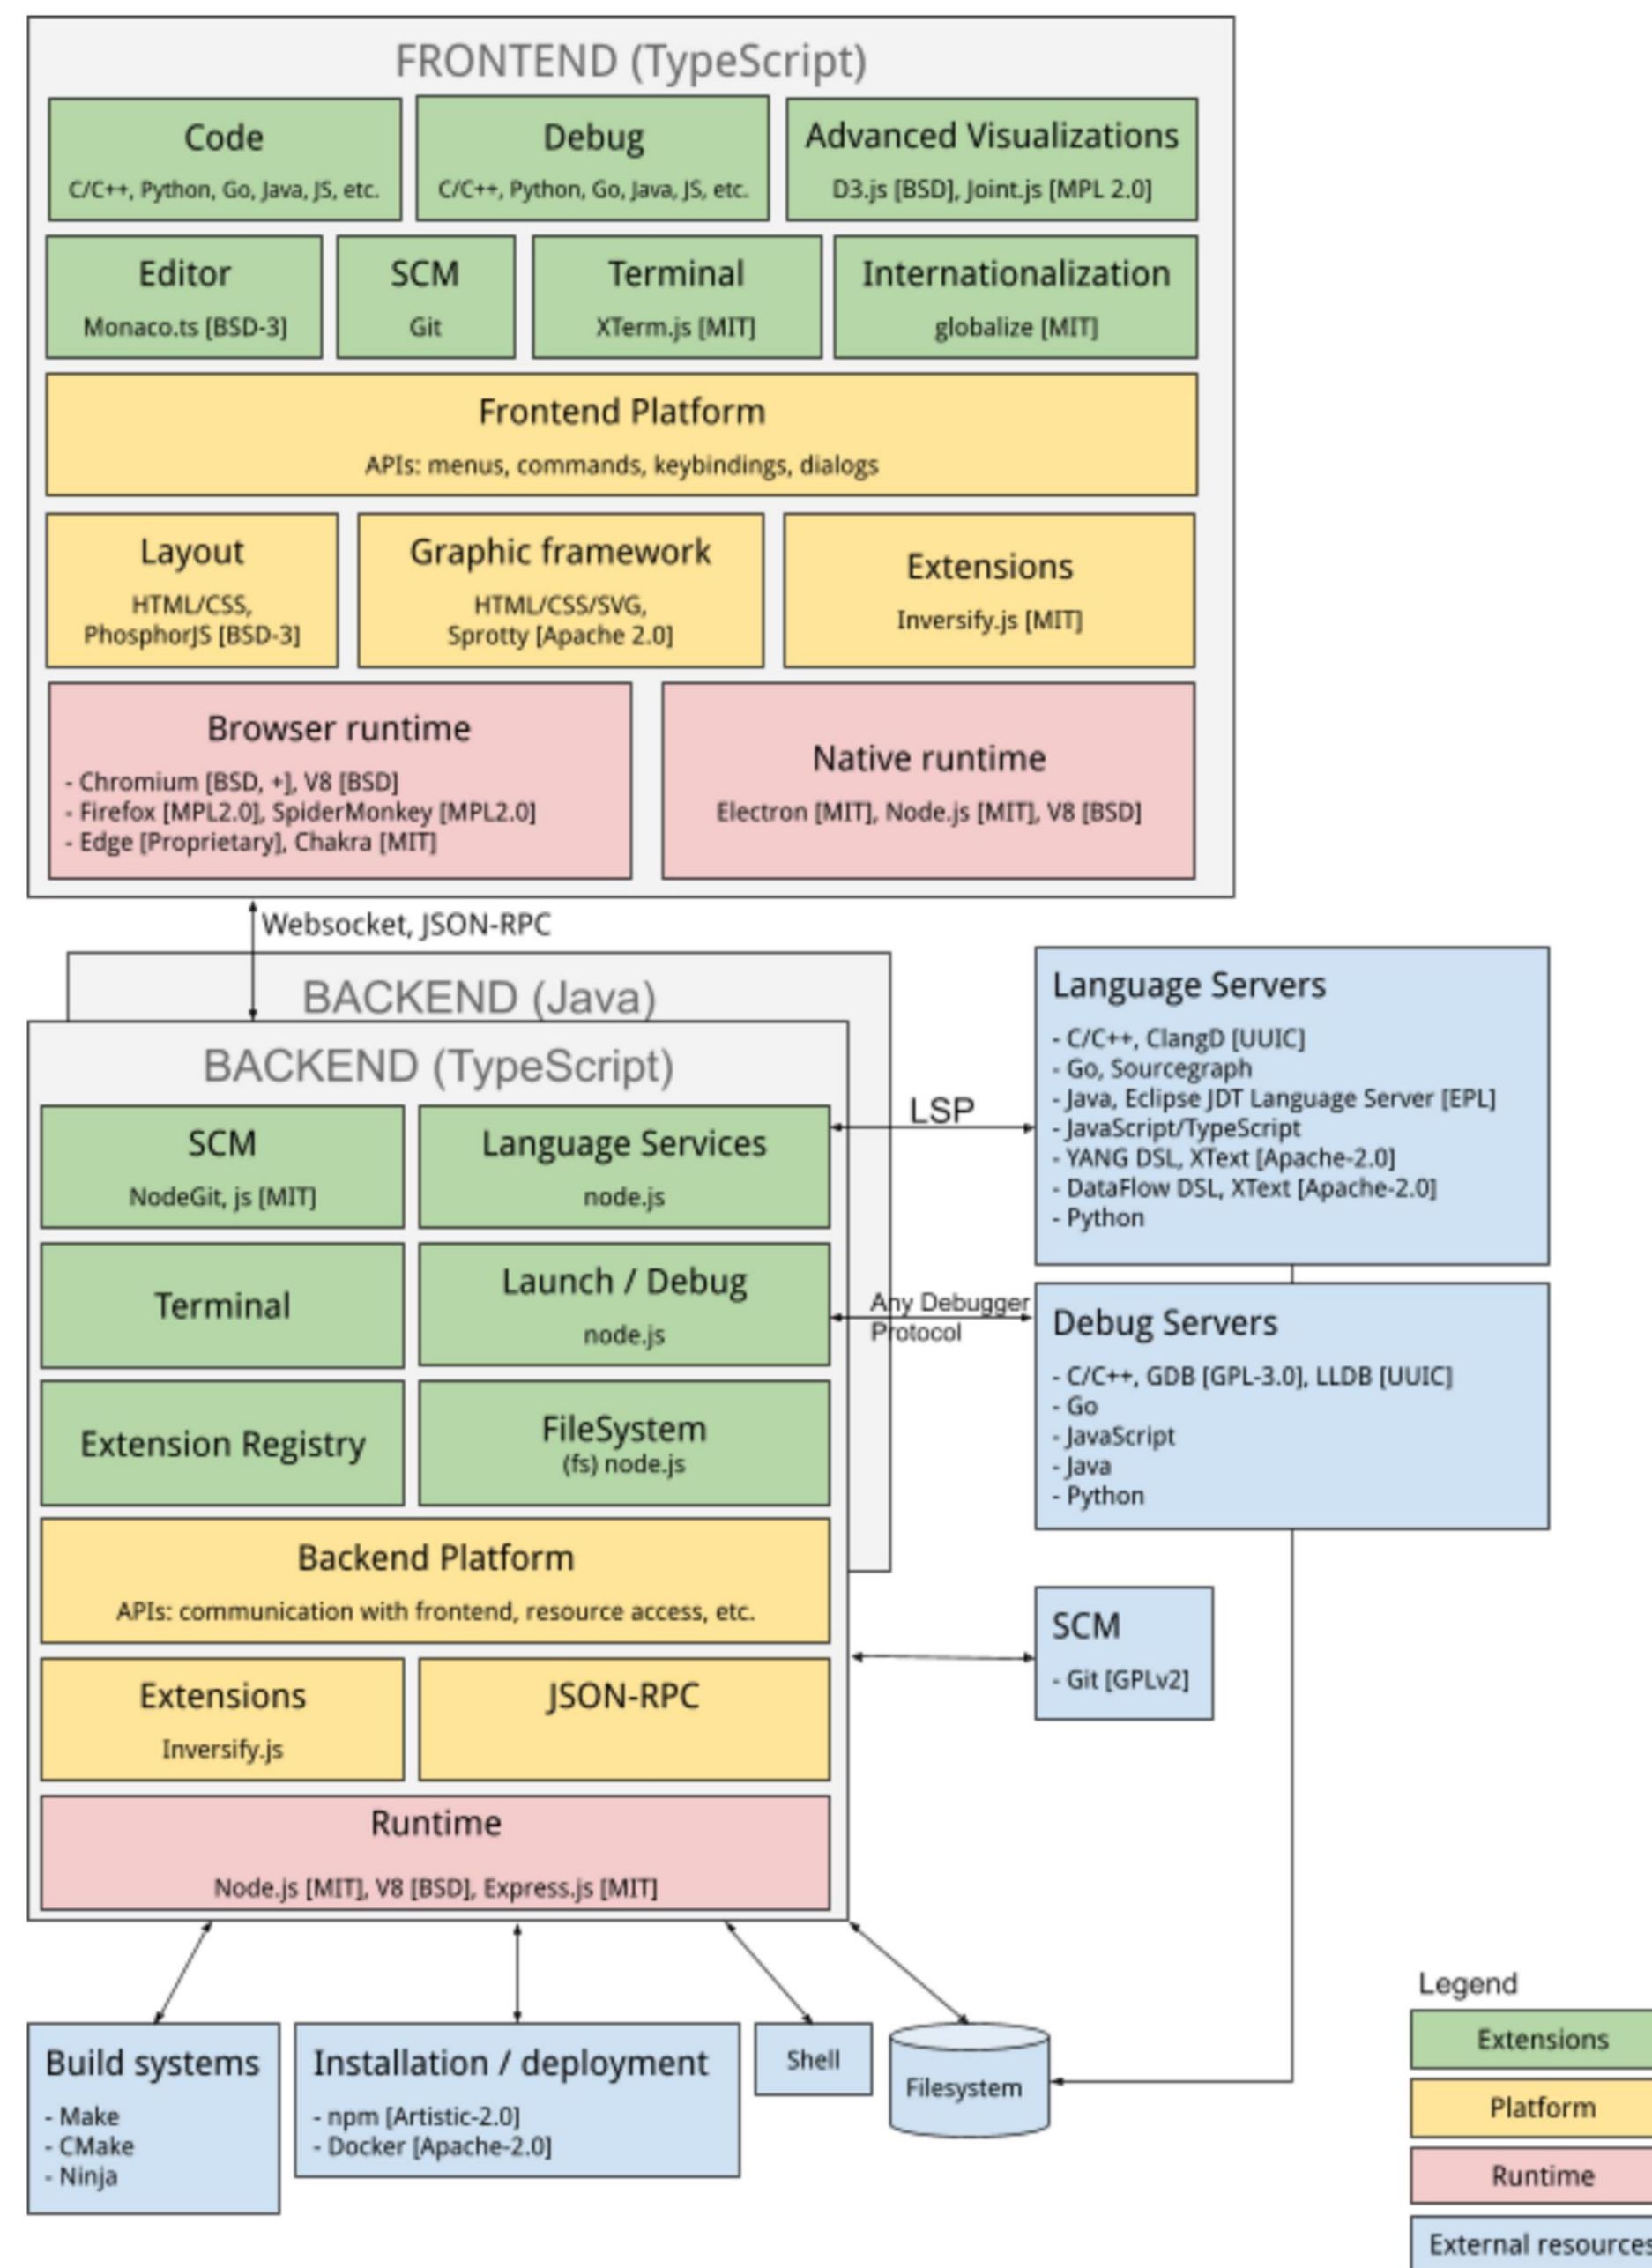 FRONTEND (TypeScript)
Code
C/C++, Python, Go, Java, JS, etc.
Debug
C/C++, Python, Go, Java, JS, etc.
Advanced Visualizations
D3.js [BSD], Joint.js [MPL 2.0]
Editor
Monaco.ts [BSD-3]
SCM
Git
Terminal
XTerm.js [MIT]
Internationalization
globalize [MIT]
Frontend Platform
APIs: menus, commands, keybindings, dialogs
Layout
HTML/CSS,
PhosphorJS [BSD-3]
Graphic framework
HTML/CSS/SVG,
Sprotty [Apache 2.0]
Extensions
Inversify.js [MIT]
Browser runtime
- Chromium [BSD, +], V8 [BSD]
- Firefox [MPL2.0], SpiderMonkey [MPL2.0]
- Edge [Proprietary], Chakra [MIT]
Native runtime
Electron [MIT], Node.js [MIT], V8 [BSD]
Websocket, JSON-RPC
BACKEND (Java)
BACKEND (TypeScript)
SCM
NodeGit, js [MIT]
Language Services
node.js
Terminal
Launch / Debug
node.js
Extension Registry
FileSystem
(fs) node.js
Backend Platform
APIs: communication with frontend, resource access, etc.
Extensions
Inversify.js
JSON-RPC
Runtime
Node.js [MIT], V8 [BSD], Express.js [MIT]
LSP
Language Servers
- C/C++, ClangD [UUIC]
- Go, Sourcegraph
- Java, Eclipse JDT Language Server [EPL]
- JavaScript/TypeScript
- YANG DSL, XText [Apache-2.0]
- DataFlow DSL, XText [Apache-2.0]
- Python
Any Debugger
Protocol
Debug Servers
- C/C++, GDB [GPL-3.0], LLDB [UUIC]
- Go
- JavaScript
- Java
- Python
SCM
- Git [GPLv2]
Build systems
- Make
- CMake
- Ninja
Installation / deployment
- npm [Artistic-2.0]
- Docker [Apache-2.0]
Shell
Filesystem
Legend
Extensions
Platform
Runtime
External resources